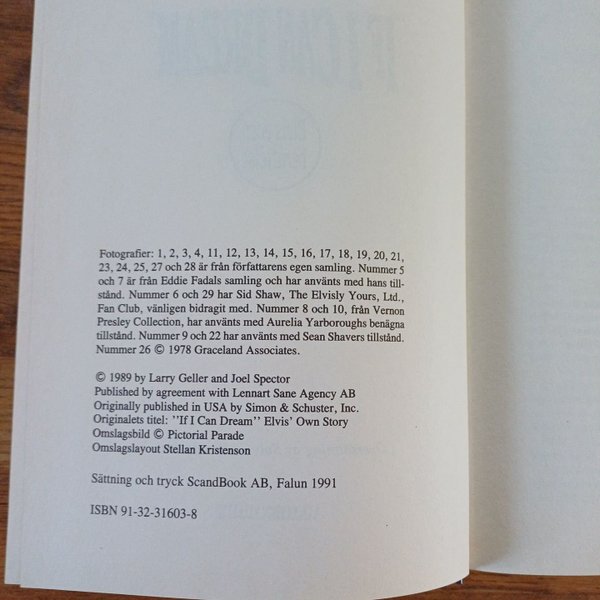 Fotografier: 1, 2, 3, 4, 11, 12, 13, 14, 15, 16, 17, 18, 19, 20, 21,
23, 24, 25, 27 och 28 är från författarens egen samling. Nummer 5
och 7 är från Eddie Fadals samling och har använts med hans till-
stånd. Nummer 6 och 29 har Sid Shaw, The Elvisly Yours, Ltd.,
Fan Club, vänligen bidragit med. Nummer 8 och 10, från Vernon
Presley Collection, har använts med Aurelia Yarboroughs benägna
tillstånd. Nummer 9 och 22 har använts med Sean Shavers tillstånd.
Nummer 26 © 1978 Graceland Associates.
© 1989 by Larry Geller and Joel Spector
Published by agreement with Lennart Sane Agency AB
Originally published in USA by Simon & Schuster, Inc.
Originalets titel: ''If I Can Dream'' Elvis' Own Story
Omslagsbild © Pictorial Parade
Omslagslayout Stellan Kristenson
Sättning och tryck ScandBook AB, Falun 1991
ISBN 91-32-31603-8